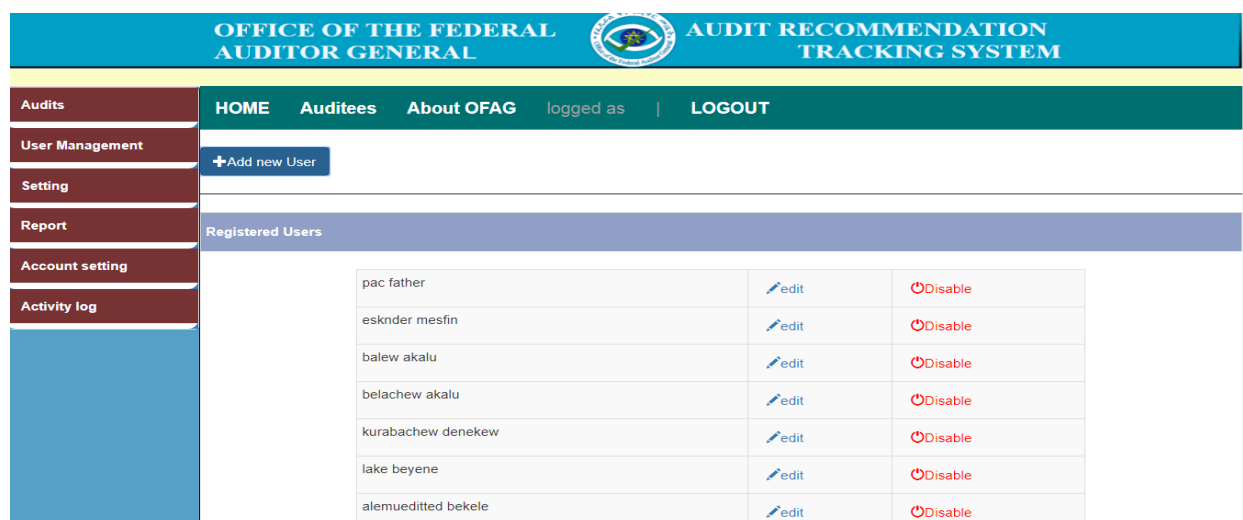 OFFICE OF THE FEDERAL
AUDITOR GENERAL
AUDIT RECOMMENDATION
TRACKING SYSTEM
Audits
User Management
Setting
Report
Account setting
Activity log
HOME Auditees About OFAG logged as | LOGOUT
Add new User
Registered Users
pac father edit Disable
esknder mesfin edit Disable
balew akalu edit Disable
belachew akalu edit Disable
kurabachew denekew edit Disable
lake beyene edit Disable
alemueditted bekele edit Disable